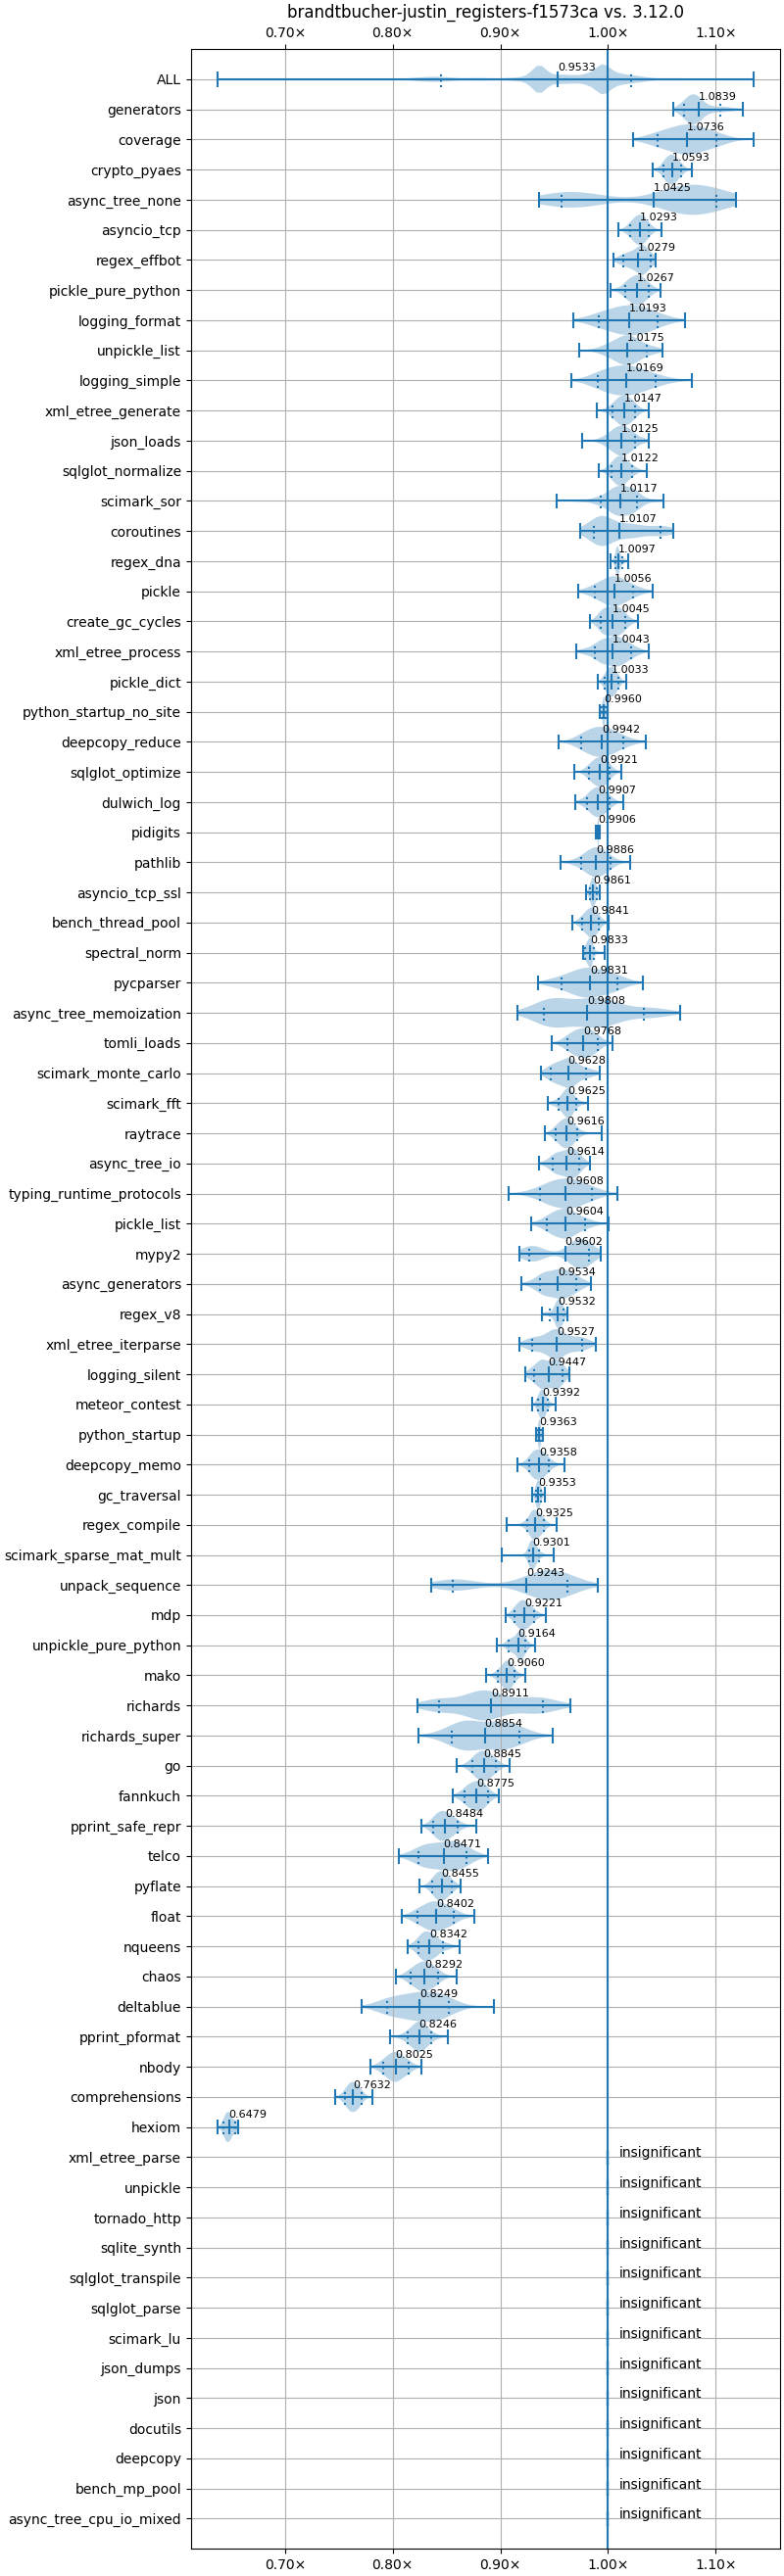 brandtbucher-justin_registers-f1573ca vs. 3.12.0
0.70× 0.80× 0.90× 1.00× 1.10×
ALL 0.9533
generators 1.0839
coverage 1.0736
crypto_pyaes 1.0593
async_tree_none 1.0425
asyncio_tcp 1.0293
regex_effbot 1.0279
pickle_pure_python 1.0267
logging_format 1.0193
unpickle_list 1.0175
logging_simple 1.0169
xml_etree_generate 1.0147
json_loads 1.0125
sqlglot_normalize 1.0122
scimark_sor 1.0117
coroutines 1.0107
regex_dna 1.0097
pickle 1.0056
create_gc_cycles 1.0045
xml_etree_process 1.0043
pickle_dict 1.0033
python_startup_no_site 0.9960
deepcopy_reduce 0.9942
sqlglot_optimize 0.9921
dulwich_log 0.9907
pidigits 0.9906
pathlib 0.9886
asyncio_tcp_ssl 0.9861
bench_thread_pool 0.9841
spectral_norm 0.9833
pycparser 0.9831
async_tree_memoization 0.9808
tomli_loads 0.9768
scimark_monte_carlo 0.9628
scimark_fft 0.9625
raytrace 0.9616
async_tree_io 0.9614
typing_runtime_protocols 0.9608
pickle_list 0.9604
mypy2 0.9602
async_generators 0.9534
regex_v8 0.9532
xml_etree_iterparse 0.9527
logging_silent 0.9447
meteor_contest 0.9392
python_startup 0.9363
deepcopy_memo 0.9358
gc_traversal 0.9353
regex_compile 0.9325
scimark_sparse_mat_mult 0.9301
unpack_sequence 0.9243
mdp 0.9221
unpickle_pure_python 0.9164
mako 0.9060
richards 0.8911
richards_super 0.8854
go 0.8845
fannkuch 0.8775
pprint_safe_repr 0.8484
telco 0.8471
pyflate 0.8455
float 0.8402
nqueens 0.8342
chaos 0.8292
deltablue 0.8249
pprint_pformat 0.8246
nbody 0.8025
comprehensions 0.7632
hexiom 0.6479
xml_etree_parse insignificant
unpickle insignificant
tornado_http insignificant
sqlite_synth insignificant
sqlglot_transpile insignificant
sqlglot_parse insignificant
scimark_lu insignificant
json_dumps insignificant
json insignificant
docutils insignificant
deepcopy insignificant
bench_mp_pool insignificant
async_tree_cpu_io_mixed insignificant
0.70× 0.80× 0.90× 1.00× 1.10×